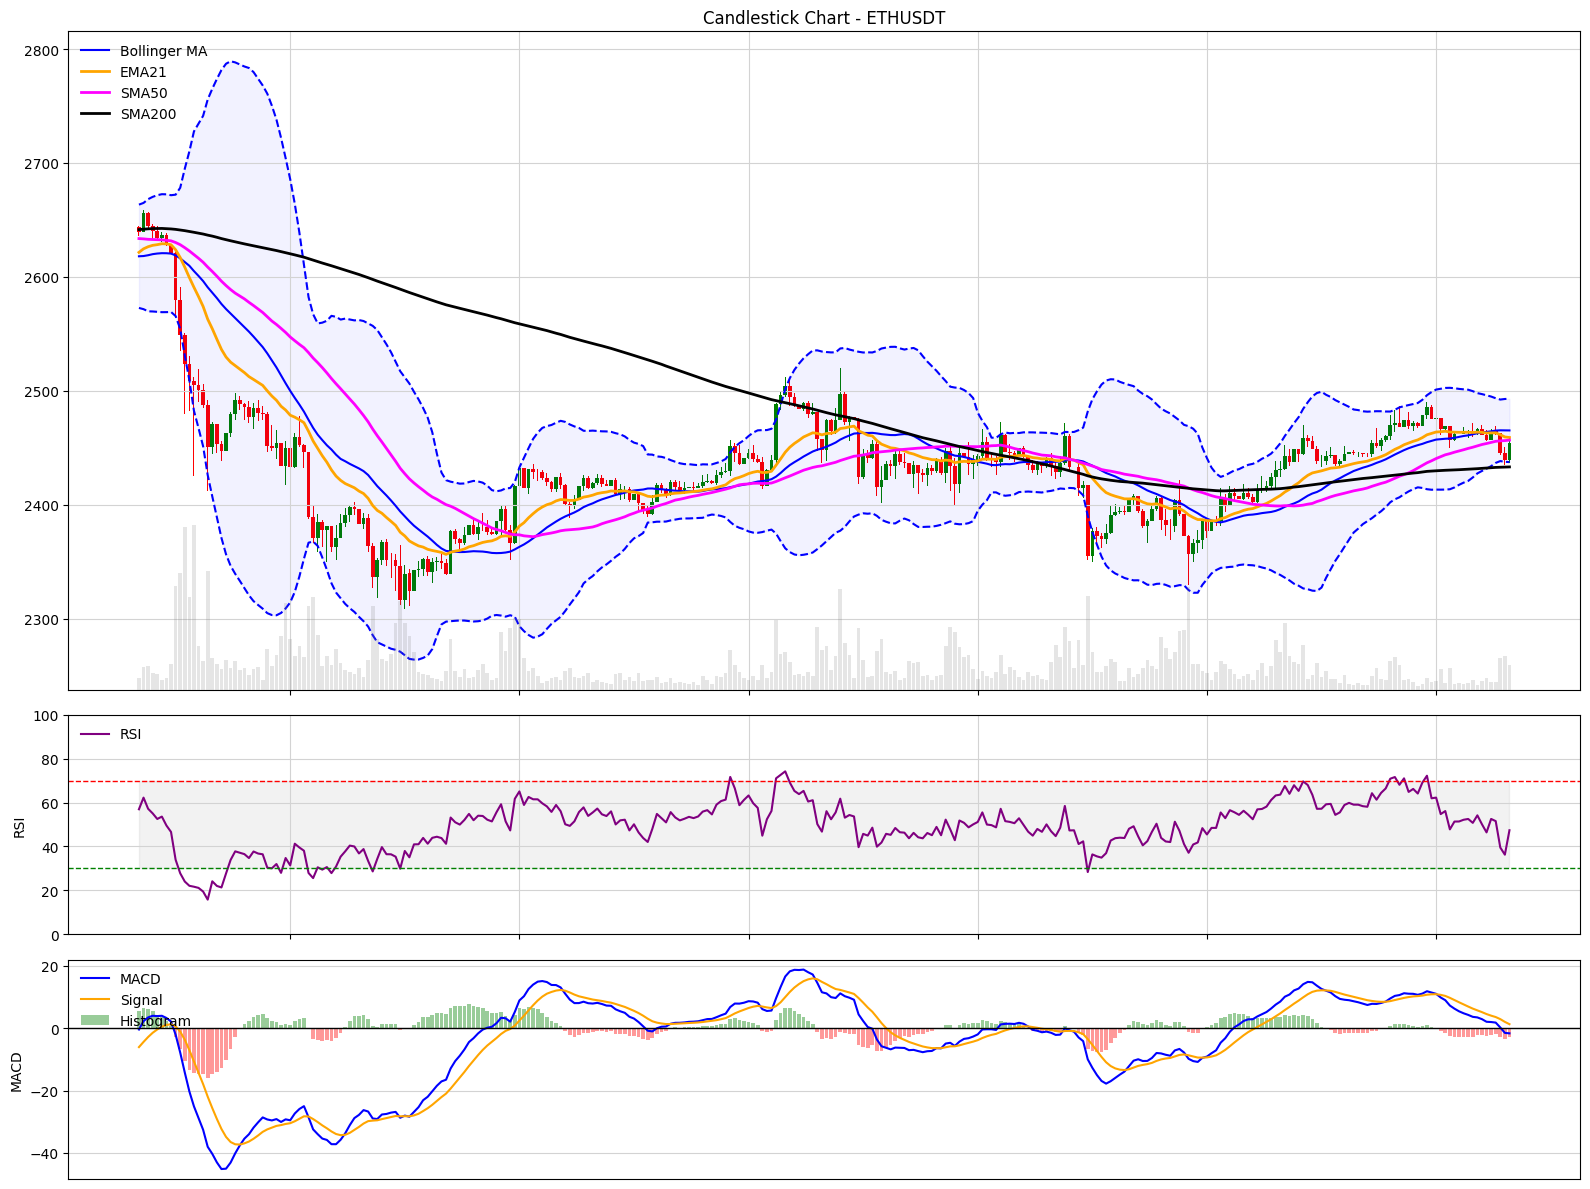 Candlestick Chart - ETHUSDT
Bollinger MA
EMA21
SMA50
SMA200
2800
2700
2600
2500
2400
2300
RSI
RSI
100
80
60
40
20
0
MACD
Signal
Histogram
MACD
20
0
−20
−40